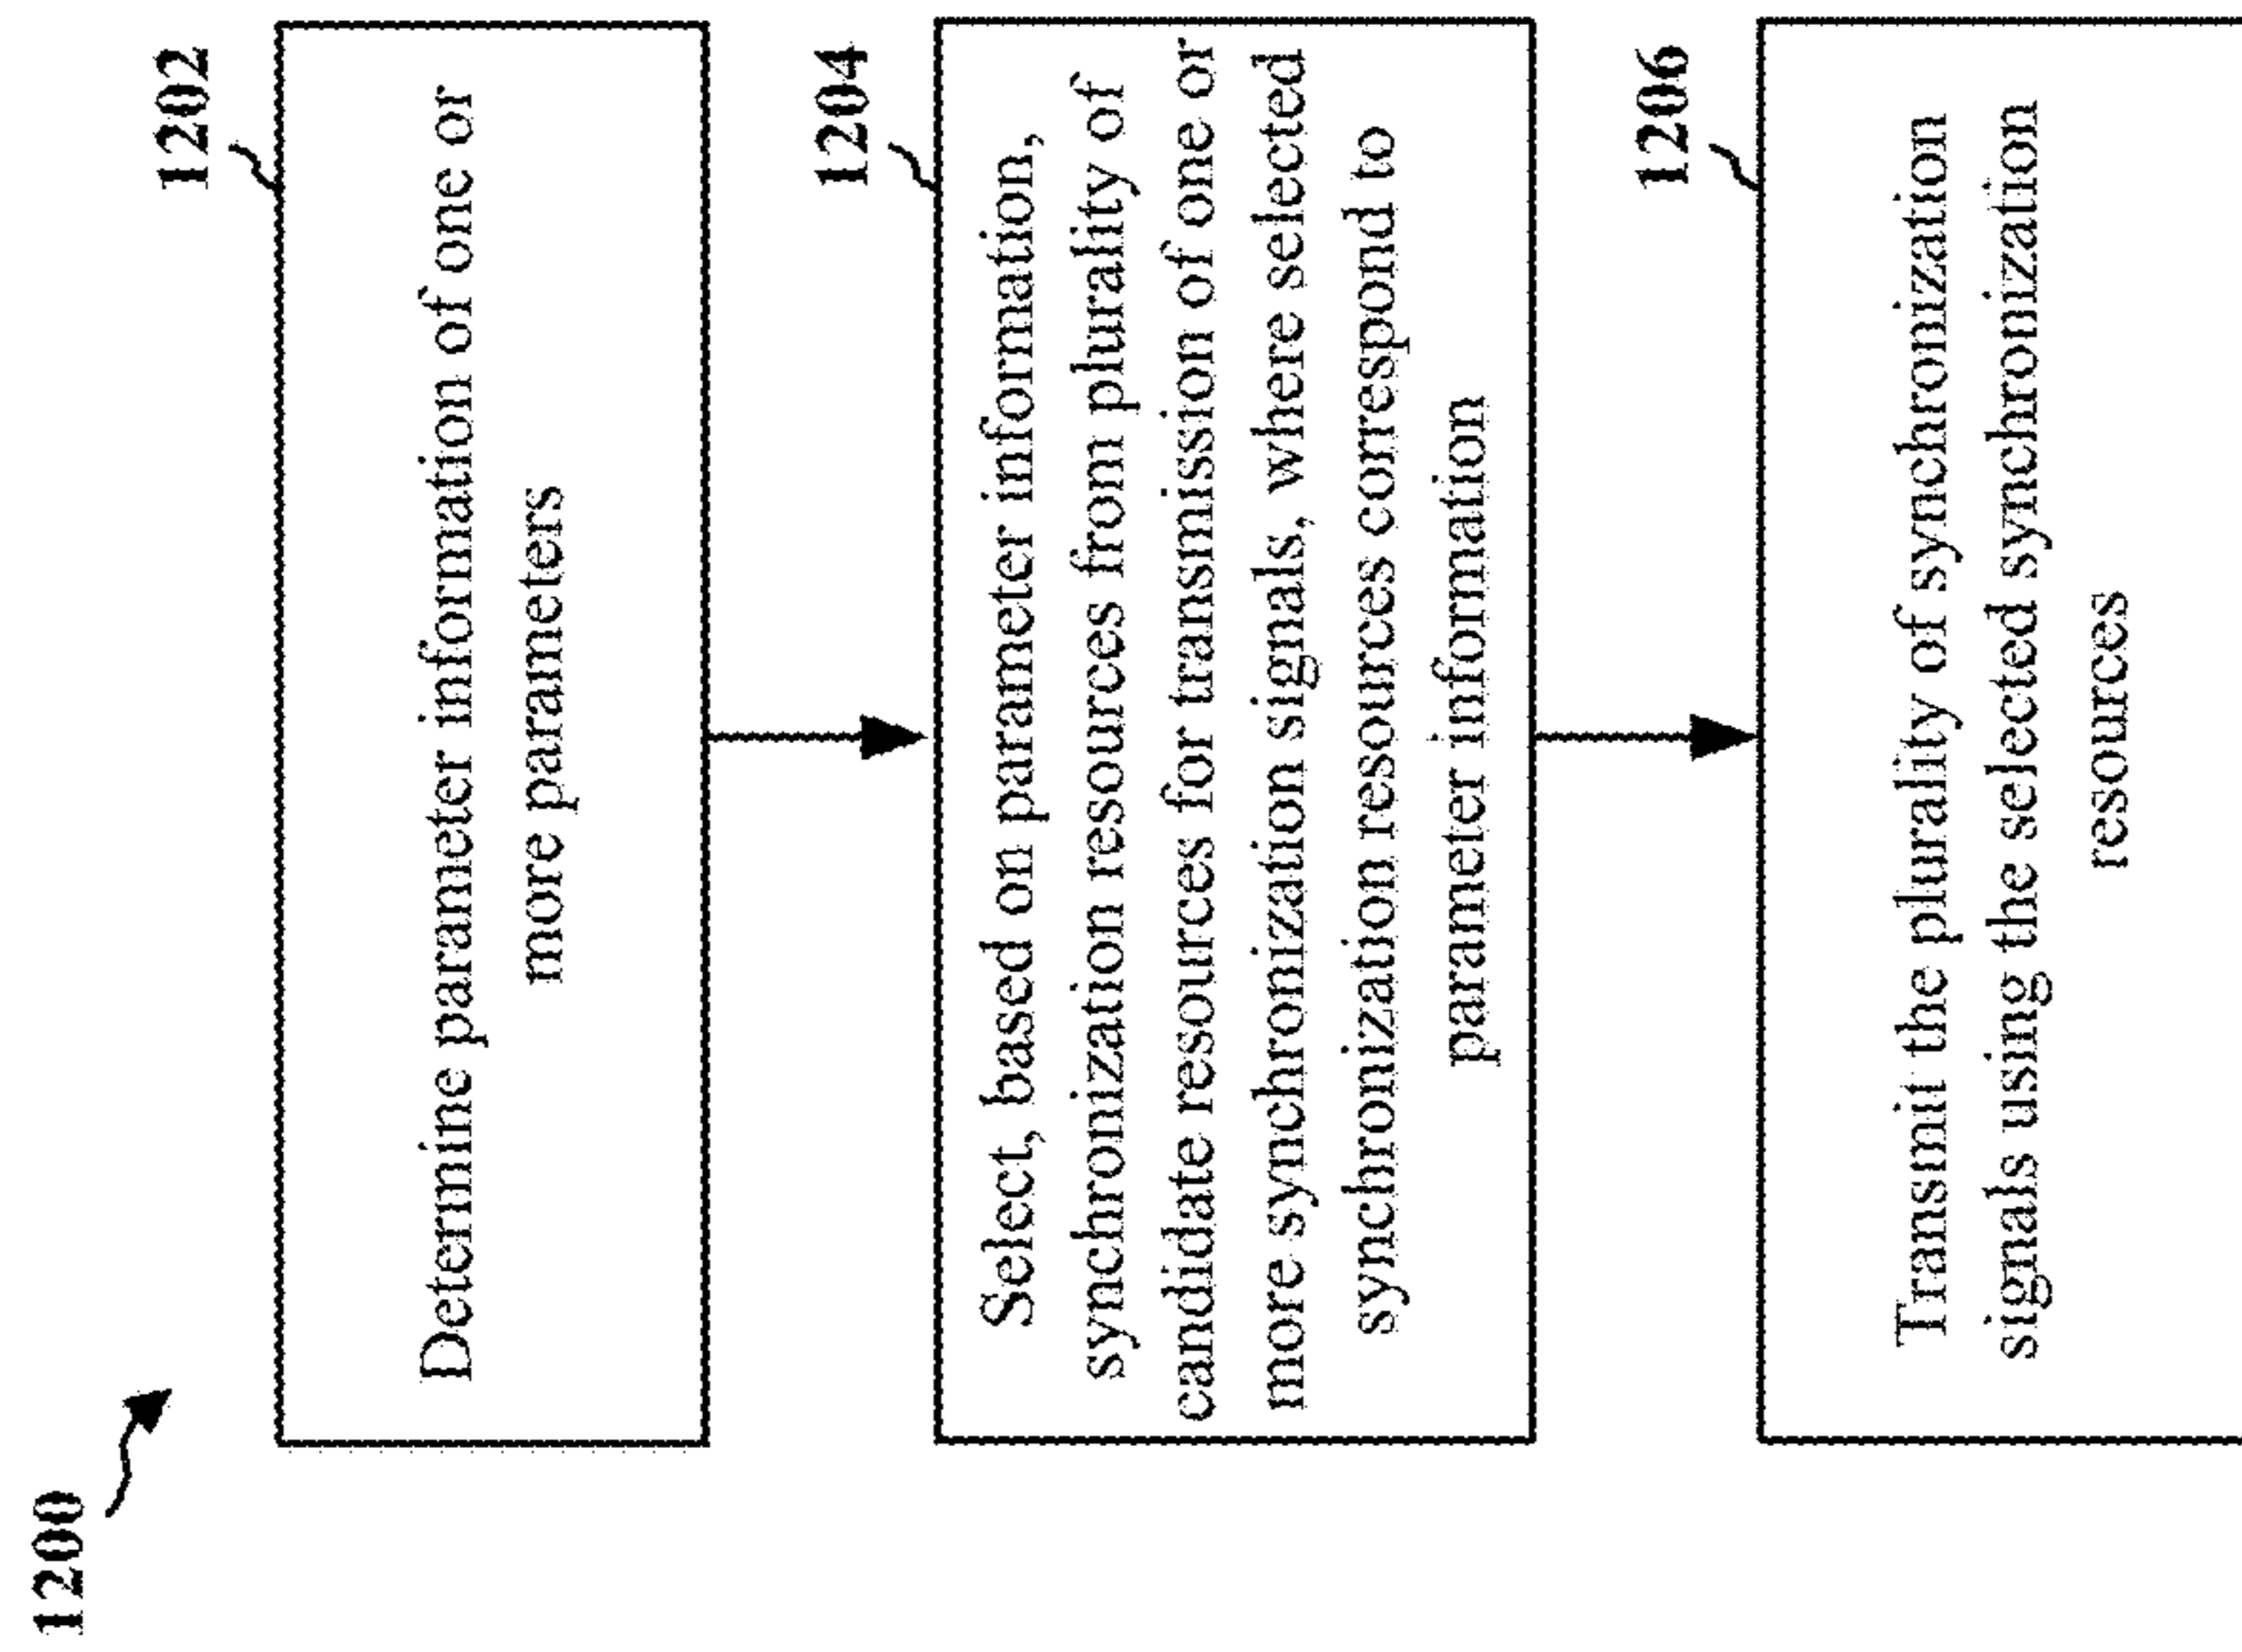 1200
1202
Determine parameter information of one or
more parameters
1204
Select, based on parameter information,
synchronization resources from plurality of
candidate resources for transmission of one or
more synchronization signals, where selected
synchronization resources correspond to
parameter information
1206
Transmit the plurality of synchronization
signals using the selected synchronization
resources